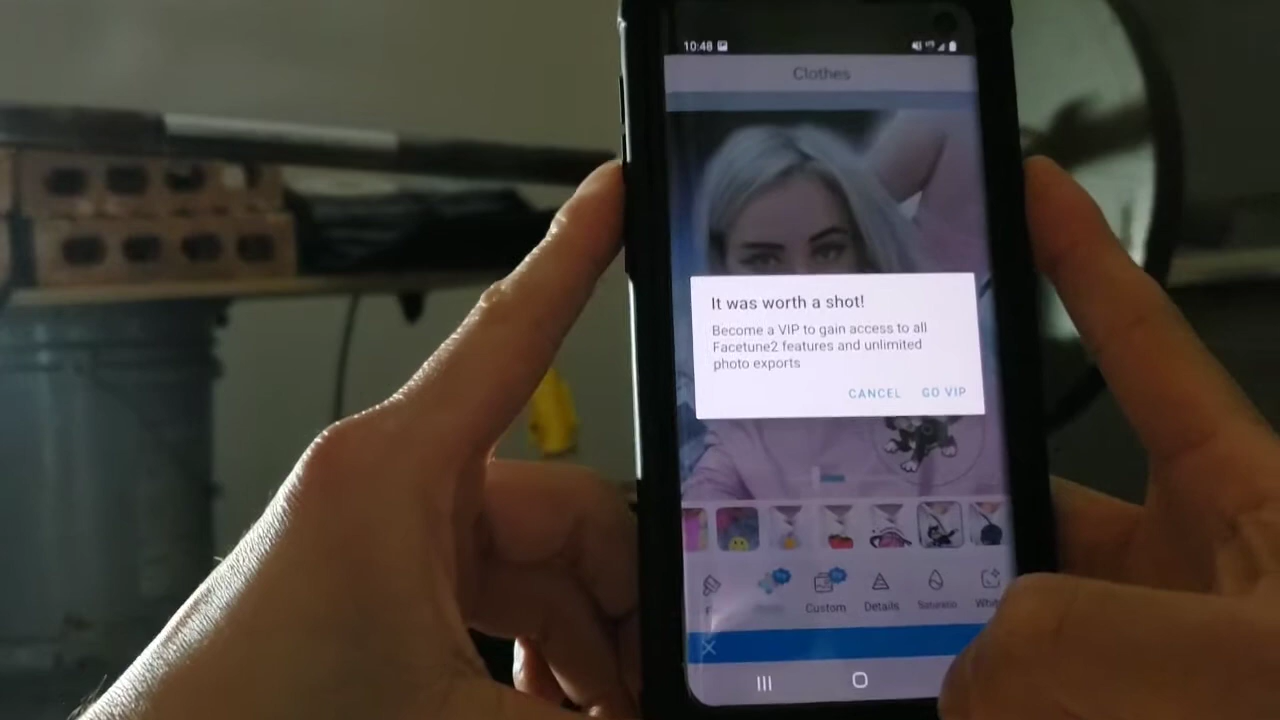 10:48
Clothes
It was worth a shot!
Become a VIP to gain access to all
Facetune2 features and unlimited
photo exports
CANCEL GO VIP
Custom Details Saturation